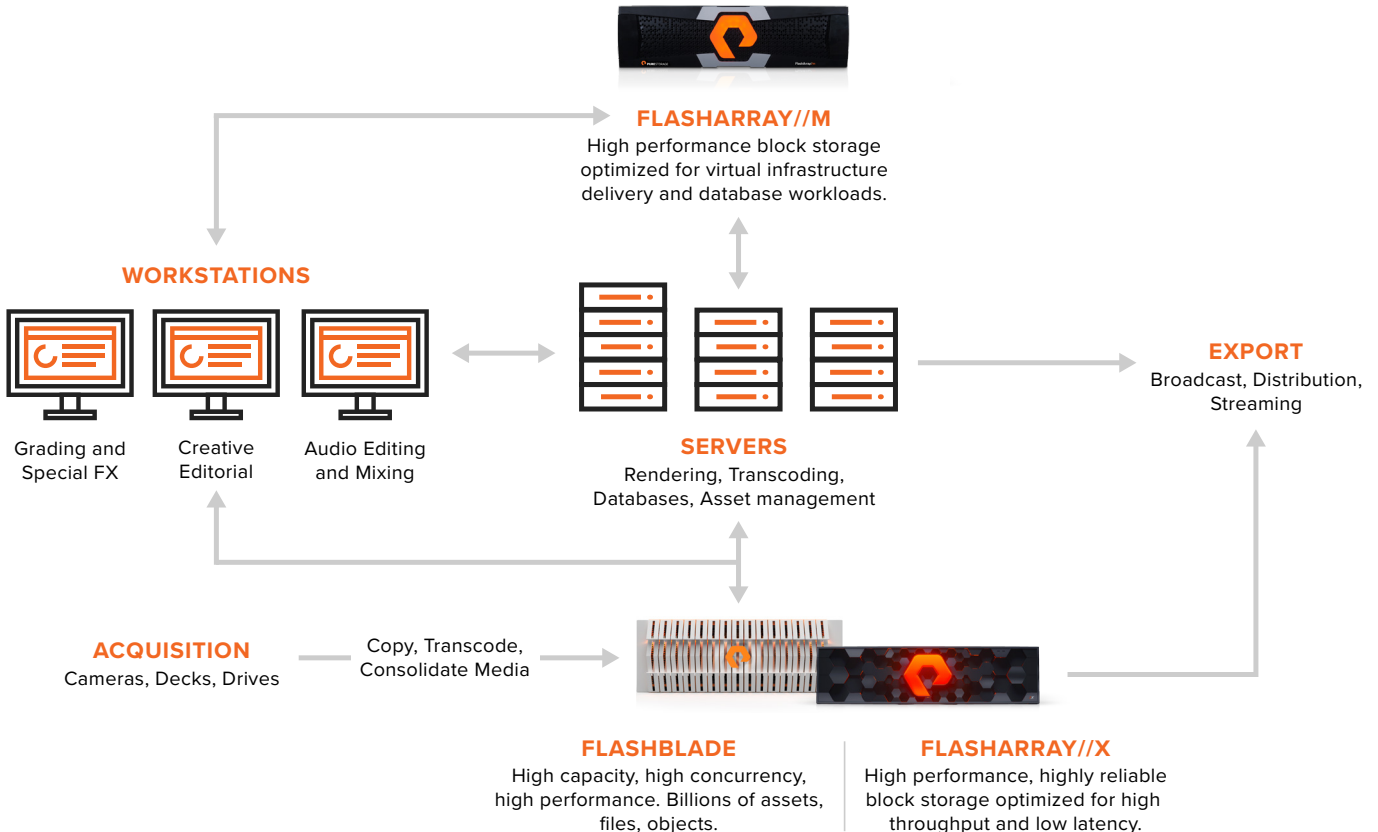 FLASHARRAY//M
High performance block storage
optimized for virtual infrastructure
delivery and database workloads.
WORKSTATIONS
Grading and
Special FX
Creative
Editorial
Audio Editing
and Mixing
SERVERS
Rendering, Transcoding,
Databases, Asset management
EXPORT
Broadcast, Distribution,
Streaming
ACQUISITION
Cameras, Decks, Drives
Copy, Transcode,
Consolidate Media
FLASHBLADE
High capacity, high concurrency,
high performance. Billions of assets,
files, objects.
FLASHARRAY//X
High performance, highly reliable
block storage optimized for high
throughput and low latency.